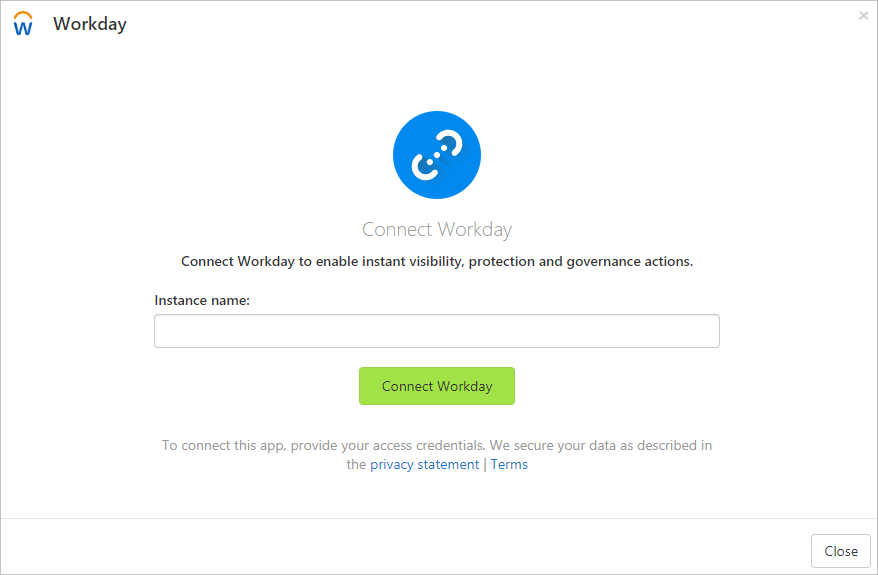 W Workday
×
Connect Workday
Connect Workday to enable instant visibility, protection and governance actions.
Instance name:
Connect Workday
To connect this app, provide your access credentials. We secure your data as described in
the privacy statement | Terms
Close